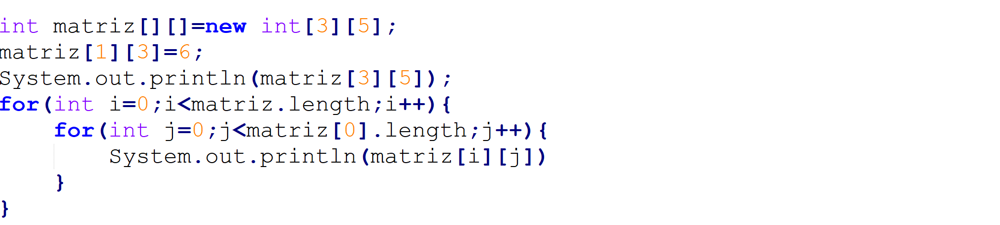 int matriz[][]=new int[3][5];
matriz[1][3]=6;
System.out.println(matriz[3][5]);
for(int i=0;i<matriz.length;i++){
    for(int j=0;j<matriz[0].length;j++){
        System.out.println(matriz[i][j])
    }
}